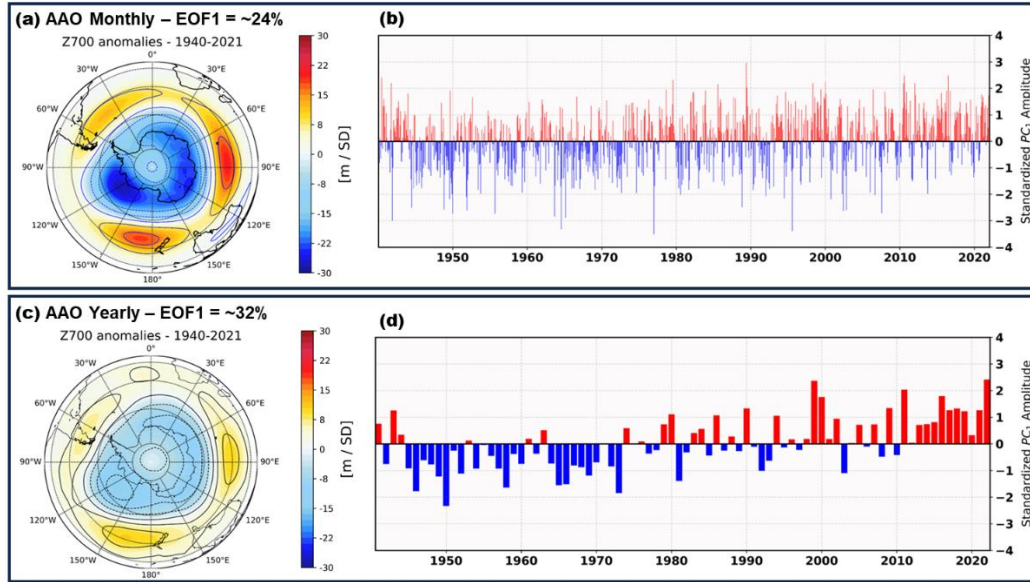 (a) AAO Monthly – EOF1 = ~24%
Z700 anomalies - 1940-2021
0°
30°W
30°E
60°W
60°E
90°W
90°E
120°W
120°E
150°W
150°E
180°
30
22
15
8
0
-8
-15
-22
-30
[m / SD]
(b)
4
3
2
1
0
-1
-2
-3
-4
Standardized PC₁ Amplitude
1950
1960
1970
1980
1990
2000
2010
2020
(c) AAO Yearly – EOF1 = ~32%
Z700 anomalies - 1940-2021
0°
30°W
30°E
60°W
60°E
90°W
90°E
120°W
120°E
150°W
150°E
180°
30
22
15
8
0
-8
-15
-22
-30
[m / SD]
(d)
4
3
2
1
0
-1
-2
-3
-4
Standardized PC₁ Amplitude
1950
1960
1970
1980
1990
2000
2010
2020